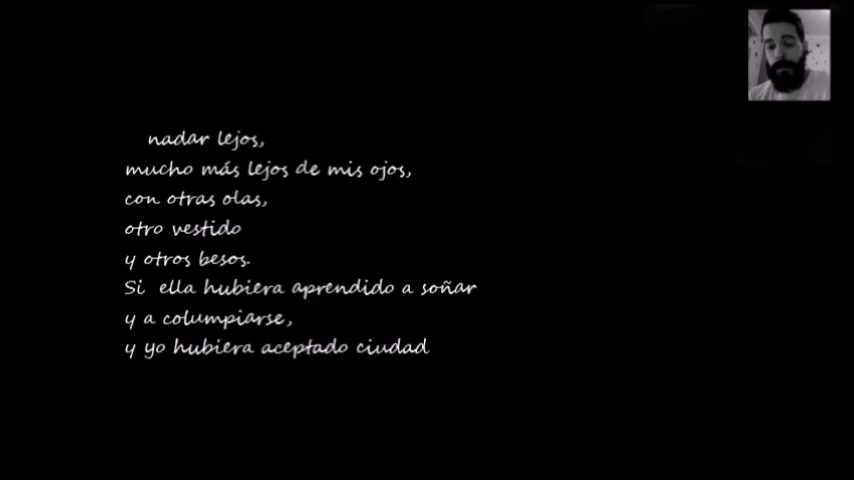 nadar lejos,
mucho más lejos de mis ojos,
con otras olas,
otro vestido
y otros besos.
Si ella hubiera aprendido a soñar
y a columpiarse,
y yo hubiera aceptado ciudad